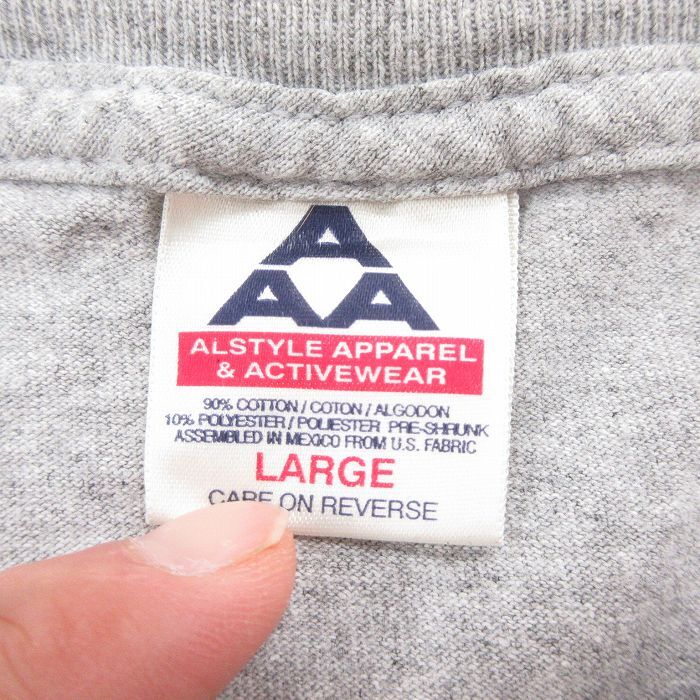 A
A A
ALSTYLE APPAREL
& ACTIVEWEAR
90% COTTON / COTON / ALGODON
10% POLYESTER / POLIESTER PRE-SHRUNK
ASSEMBLED IN MEXICO FROM U.S. FABRIC
LARGE
CARE ON REVERSE